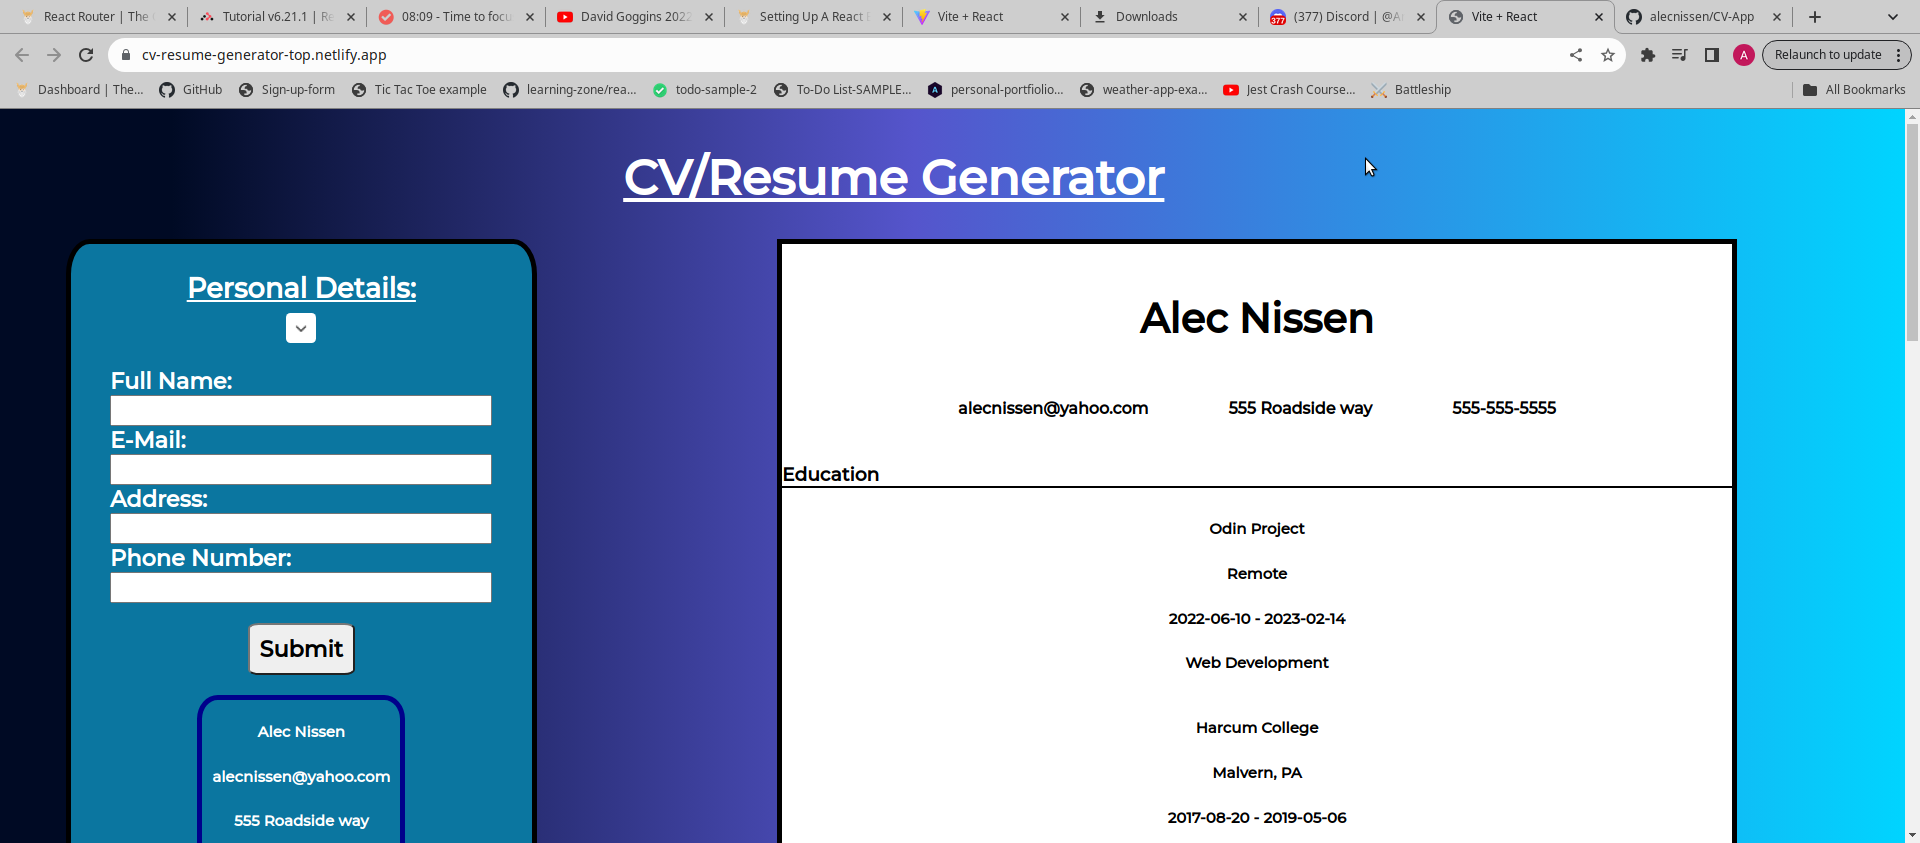 React Router | The
Tutorial v6.21.1 | Re
08:09 - Time to focu
David Goggins 2022
Setting Up A React E
Vite + React
Downloads
(377) Discord | @A
Vite + React
alecnissen/CV-App
cv-resume-generator-top.netlify.app
A
Relaunch to update
Dashboard | The...
GitHub
Sign-up-form
Tic Tac Toe example
learning-zone/rea...
todo-sample-2
To-Do List-SAMPLE...
personal-portfiolio...
weather-app-exa...
Jest Crash Course...
Battleship
All Bookmarks
CV/Resume Generator
Personal Details:
Full Name:
E-Mail:
Address:
Phone Number:
Submit
Alec Nissen
alecnissen@yahoo.com
555 Roadside way
Alec Nissen
alecnissen@yahoo.com 555 Roadside way 555-555-5555
Education
Odin Project
Remote
2022-06-10 - 2023-02-14
Web Development
Harcum College
Malvern, PA
2017-08-20 - 2019-05-06